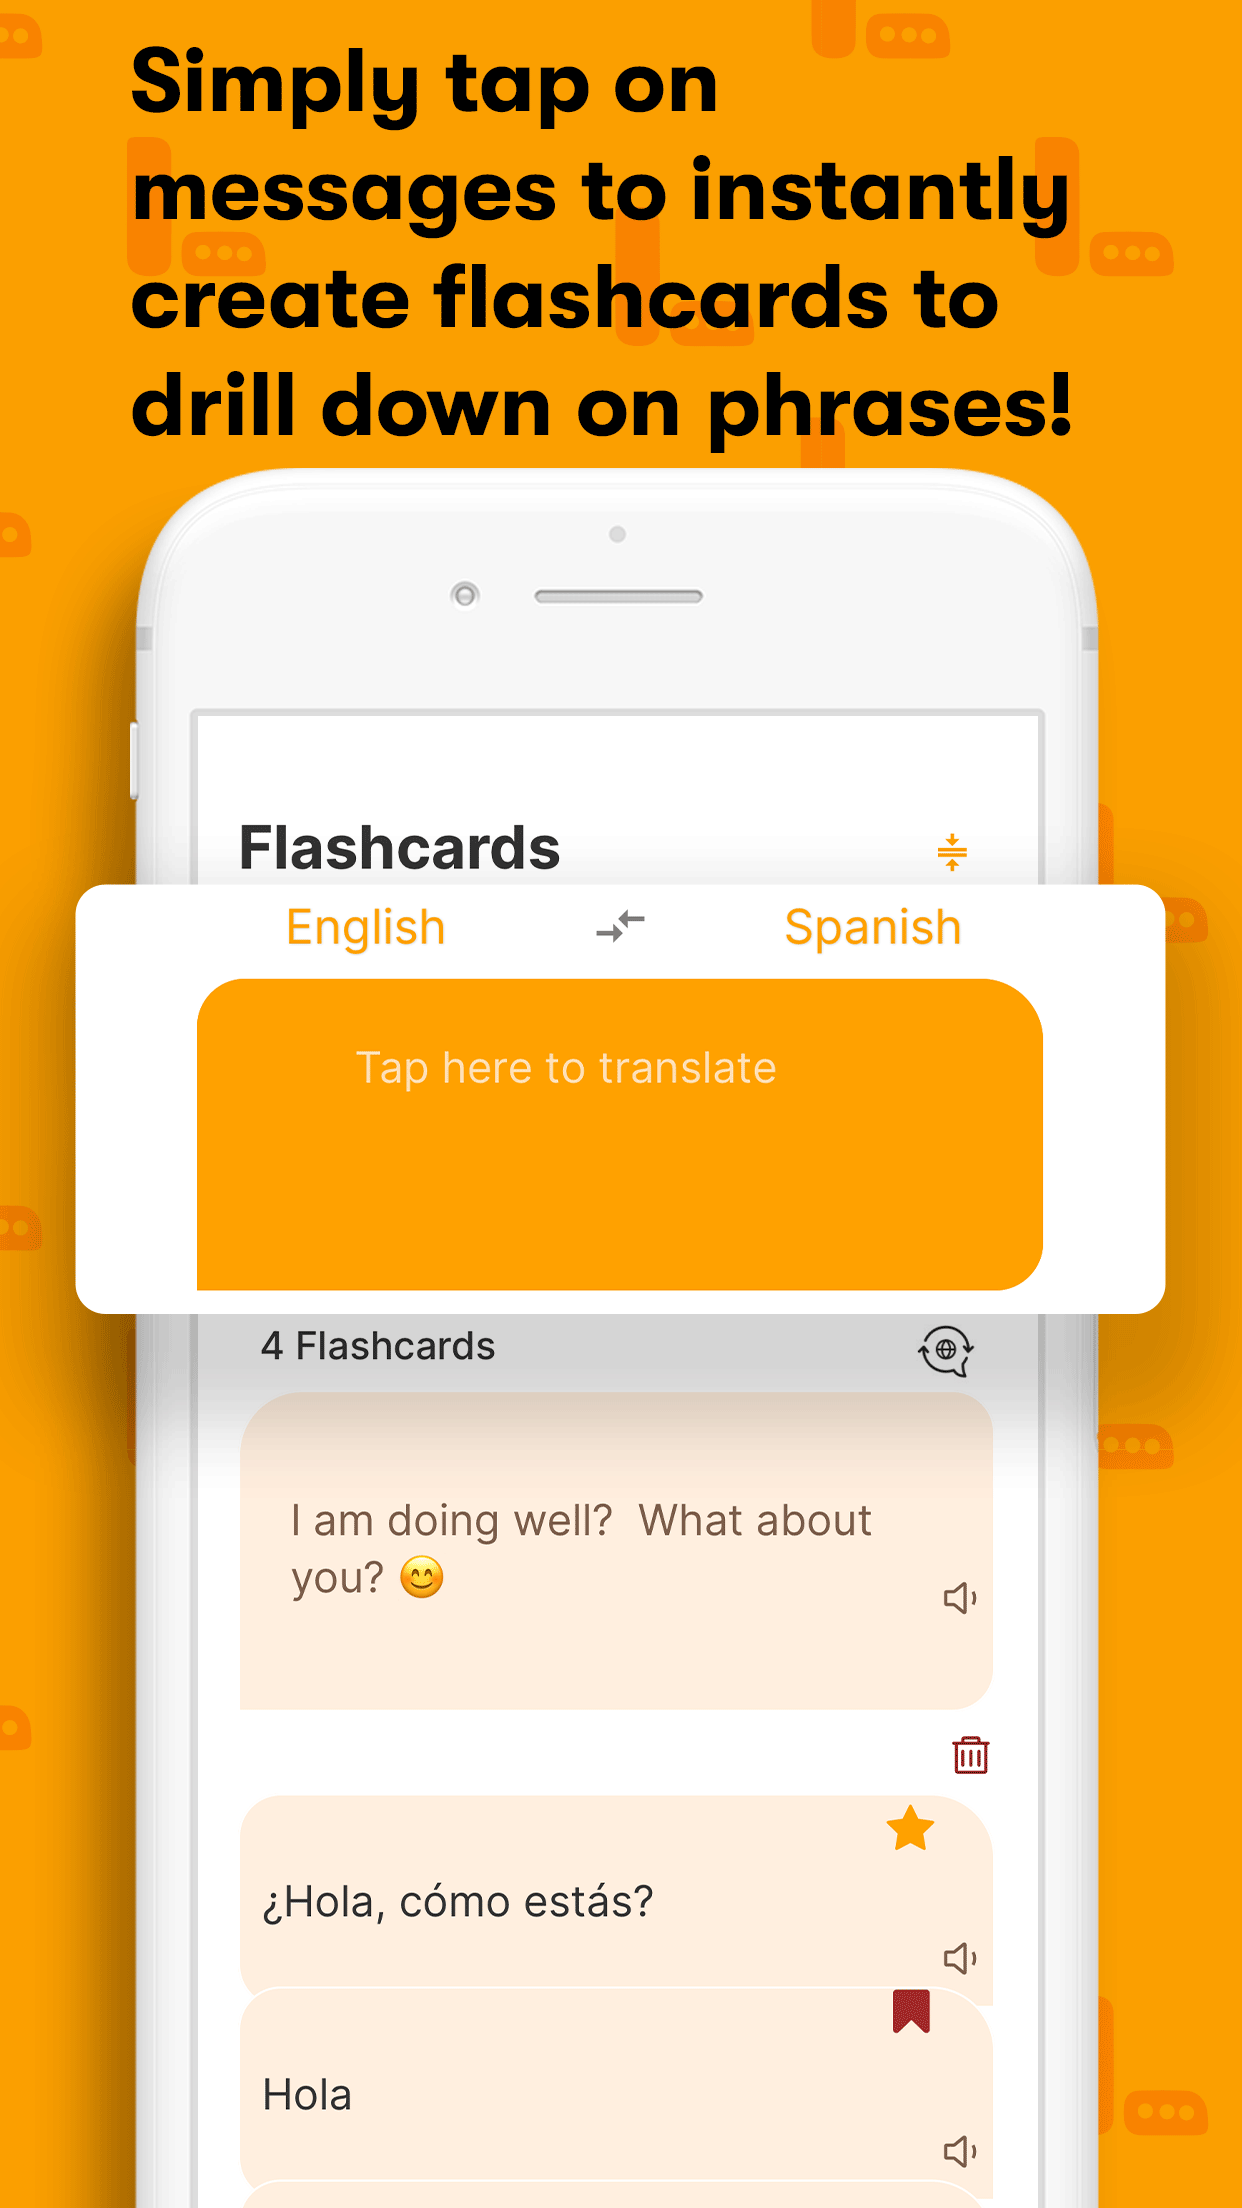 Simply tap on
messages to instantly
create flashcards to
drill down on phrases!
Flashcards
English
Spanish
Tap here to translate
4 Flashcards
I am doing well?  What about
you? 😊
¿Hola, cómo estás?
Hola